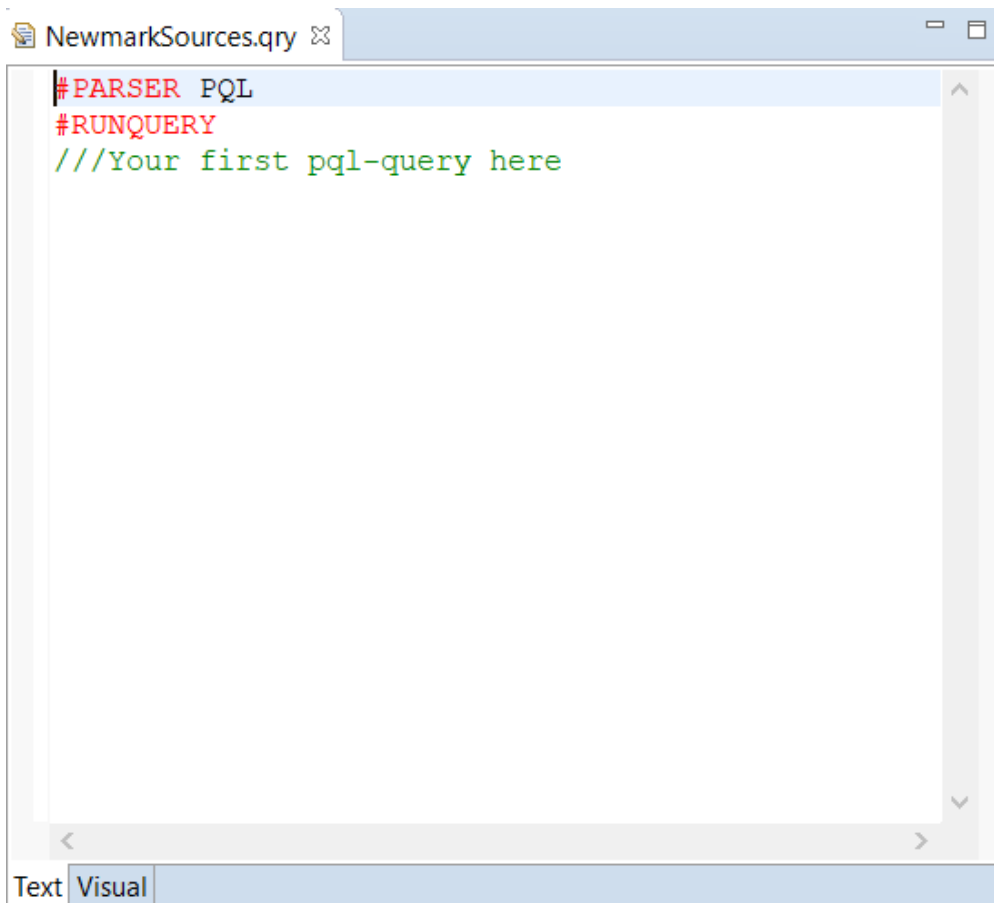 NewmarkSources.qry
#PARSER PQL
#RUNQUERY
///Your first pql-query here
Text Visual